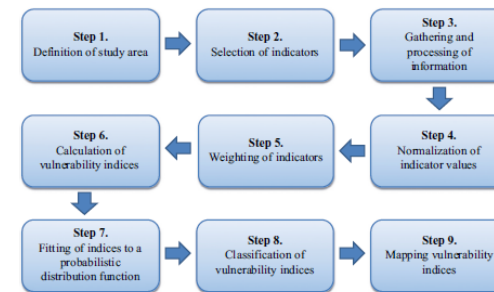 Step 1.
Definition of study area
Step 2.
Selection of indicators
Step 3.
Gathering and
processing of
information
Step 4.
Normalization of
indicator values
Step 5.
Weighting of indicators
Step 6.
Calculation of
vulnerability indices
Step 7.
Fitting of indices to a
probabilistic
distribution function
Step 8.
Classification of
vulnerability indices
Step 9.
Mapping vulnerability
indices